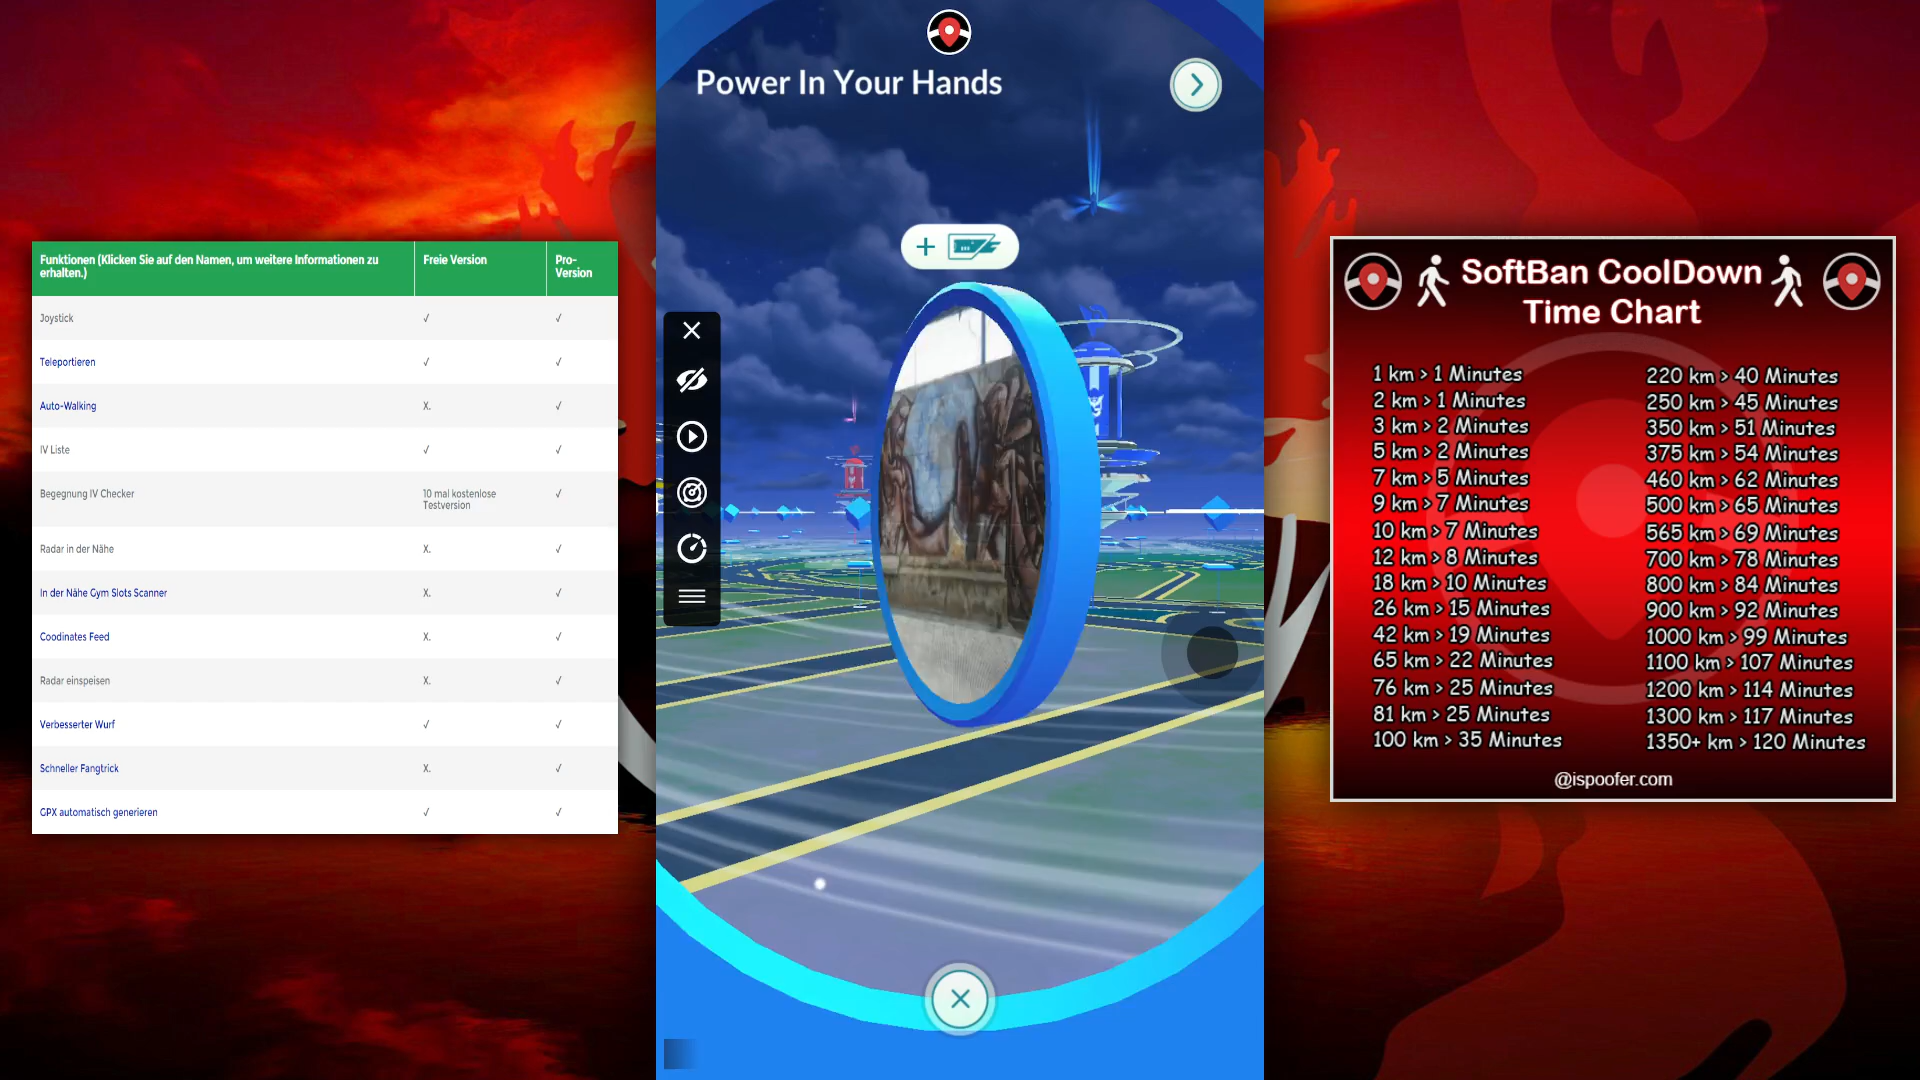 Funktionen (Klicken Sie auf den Namen, um weitere Informationen zu
erhalten.)
Freie Version
Pro-
Version
Joystick √ √
Teleportieren √ √
Auto-Walking X. √
IV Liste √ √
Begegnung IV Checker 10 mal kostenlose √
Testversion
Radar in der Nähe X. √
In der Nähe Gym Slots Scanner X. √
Coodinates Feed X. √
Radar einspeisen X. √
Verbesserter Wurf √ √
Schneller Fangtrick X. √
GPX automatisch generieren √ √
Power In Your Hands
SoftBan CoolDown
Time Chart
1 km > 1 Minutes
2 km > 1 Minutes
3 km > 2 Minutes
5 km > 2 Minutes
7 km > 5 Minutes
9 km > 7 Minutes
10 km > 7 Minutes
12 km > 8 Minutes
18 km > 10 Minutes
26 km > 15 Minutes
42 km > 19 Minutes
65 km > 22 Minutes
76 km > 25 Minutes
81 km > 25 Minutes
100 km > 35 Minutes
220 km > 40 Minutes
250 km > 45 Minutes
350 km > 51 Minutes
375 km > 54 Minutes
460 km > 62 Minutes
500 km > 65 Minutes
565 km > 69 Minutes
700 km > 78 Minutes
800 km > 84 Minutes
900 km > 92 Minutes
1000 km > 99 Minutes
1100 km > 107 Minutes
1200 km > 114 Minutes
1300 km > 117 Minutes
1350+ km > 120 Minutes
@ispoofer.com